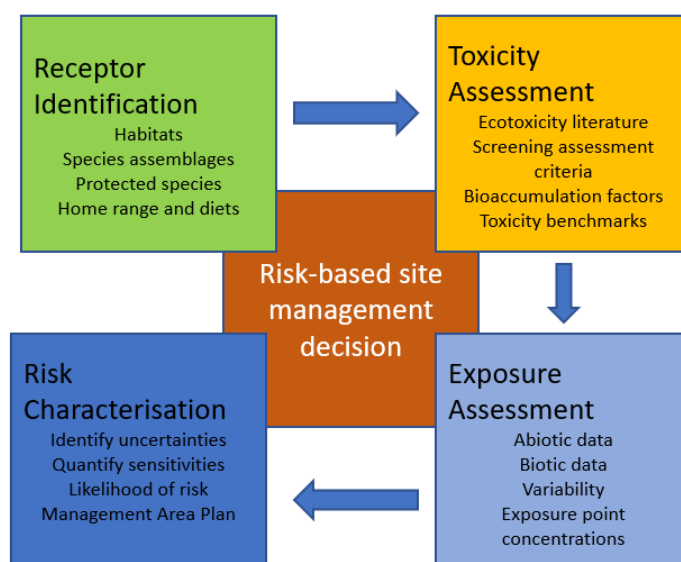 Receptor
Identification
Habitats
Species assemblages
Protected species
Home range and diets
Toxicity
Assessment
Ecotoxicity literature
Screening assessment
criteria
Bioaccumulation factors
Toxicity benchmarks
Risk-based site
management
decision
Risk
Characterisation
Identify uncertainties
Quantify sensitivities
Likelihood of risk
Management Area Plan
Exposure
Assessment
Abiotic data
Biotic data
Variability
Exposure point
concentrations